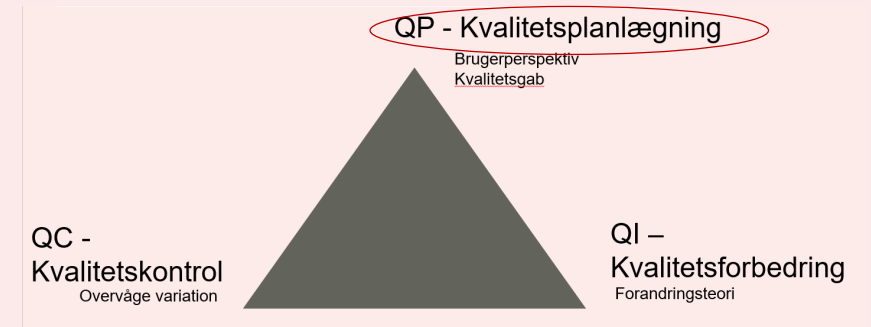 QP - Kvalitetsplanlægning
Brugerperspektiv
Kvalitetsgab
QC -
Kvalitetskontrol
Overvåge variation
QI –
Kvalitetsforbedring
Forandringsteori